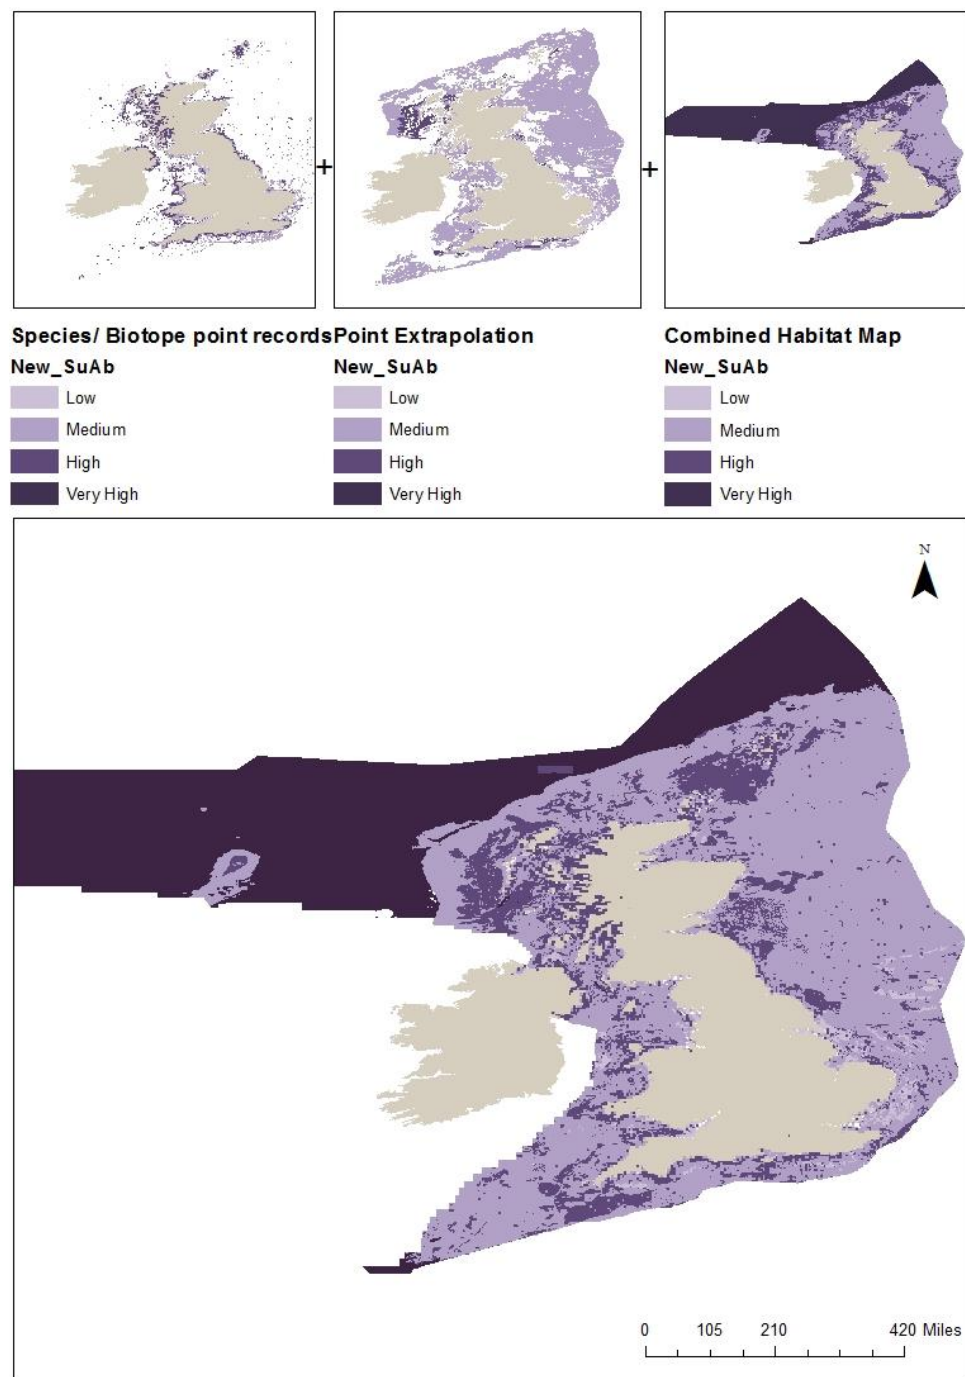 +
+
Species/ Biotope point records
New_SuAb
Low
Medium
High
Very High
Point Extrapolation
New_SuAb
Low
Medium
High
Very High
Combined Habitat Map
New_SuAb
Low
Medium
High
Very High
N
0 105 210 420 Miles